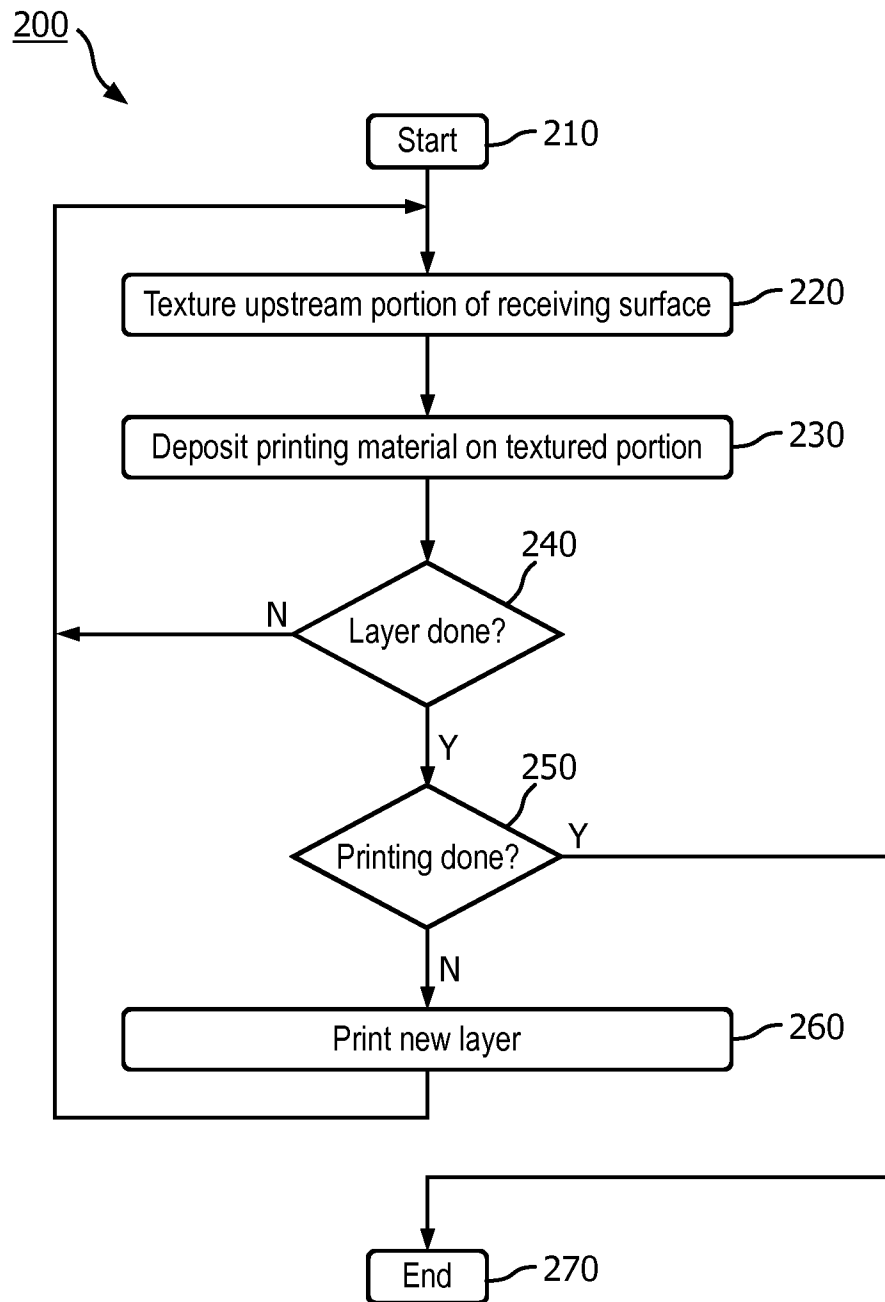 200
Start
210
Texture upstream portion of receiving surface
220
Deposit printing material on textured portion
230
240
N
Layer done?
Y
250
Y
Printing done?
N
Print new layer
260
End
270